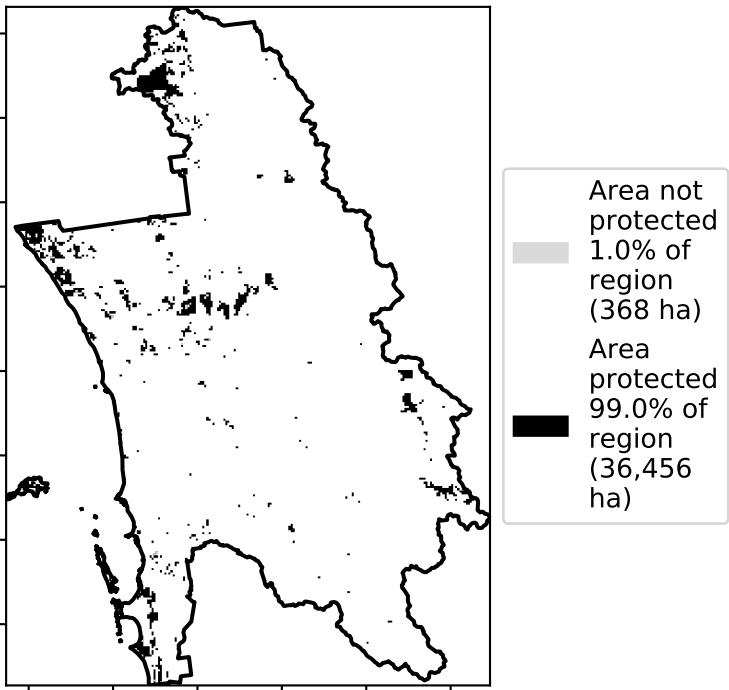 Area not
protected
1.0% of
region
(368 ha)
Area
protected
99.0% of
region
(36,456
ha)